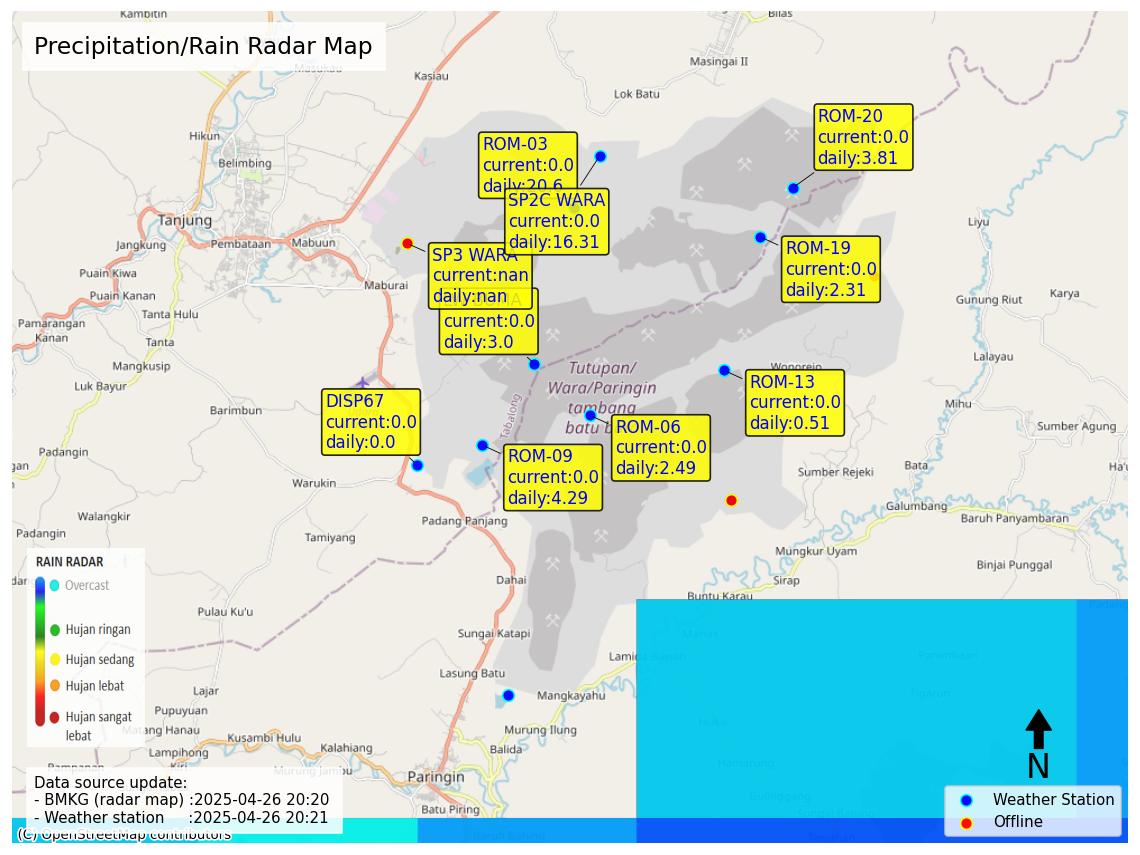 Kambitin
Bilas
Precipitation/Rain Radar Map
Masingai II
Masukau
Kasiau
Lok Batu
Hikun
Belimbing
ROM-20
current:0.0
daily:3.81
ROM-03
current:0.0
daily:20.6
SP2C WARA
current:0.0
daily:16.31
Tanjung
Jangkung
Pembataan
Mabuun
Liyu
SP3 WARA
current:nan
daily:nan
ROM-19
current:0.0
daily:2.31
Puain Kiwa
Maburai
Puain Kanan
Tanta Hulu
Gunung Riut
Karya
current:0.0
daily:3.0
Pamarangan
Kanan
Tanta
Mangkusip
Lalayau
Luk Bayur
Tutupan/
Wara/Paringin
tambang
batu b
Wonorejo
ROM-13
current:0.0
daily:0.51
Tabalong
DISP67
current:0.0
daily:0.0
Barimbun
Mihu
ROM-06
current:0.0
daily:2.49
Sumber Agung
Padangin
ROM-09
current:0.0
daily:4.29
Bata
Ha'u
Sumber Rejeki
Warukin
Galumbang
Walangkir
Padang Panjang
Baruh Panyambaran
Padangin
Tamiyang
Mungkur Uyam
Binjai Punggal
RAIN RADAR
Overcast
Hujan ringan
Hujan sedang
Hujan lebat
Hujan sangat
lebat
Dahai
Sirap
Buntu Karau
Pulau Ku'u
Sungai Katapi
Lasung Batu
Lajar
Mangkayahu
Pupuyuan
Matang Hanau
Murung Ilung
Kusambi Hulu
Kalahiang
Balida
Lampihong
Murung Jambu
Paringin
Batu Piring
N
Data source update:
- BMKG (radar map) :2025-04-26 20:20
- Weather station :2025-04-26 20:21
Weather Station
Offline
(C) OpenStreetMap contributors